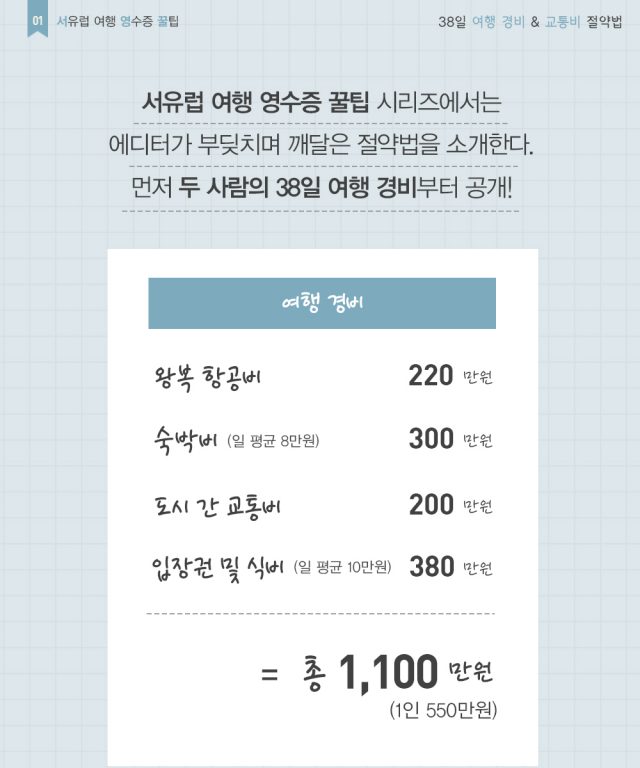 01 서유럽 여행 영수증 꿀팁 38일 여행 경비 & 교통비 절약법
서유럽 여행 영수증 꿀팁 시리즈에서는
에디터가 부딪치며 깨달은 절약법을 소개한다.
먼저 두 사람의 38일 여행 경비부터 공개!
여행 경비
왕복 항공비 220 만원
숙박비 (일 평균 8만원) 300 만원
도시 간 교통비 200 만원
입장권 및 식비 (일 평균 10만원) 380 만원
= 총 1,100 만원
(1인 550만원)